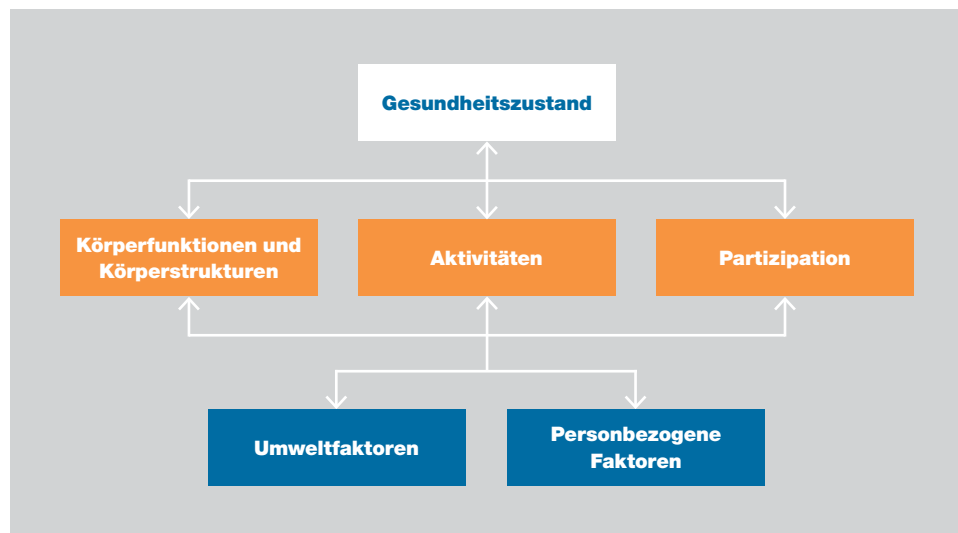 Gesundheitszustand
Körperfunktionen und
Körperstrukturen
Aktivitäten
Partizipation
Umweltfaktoren
Personbezogene
Faktoren